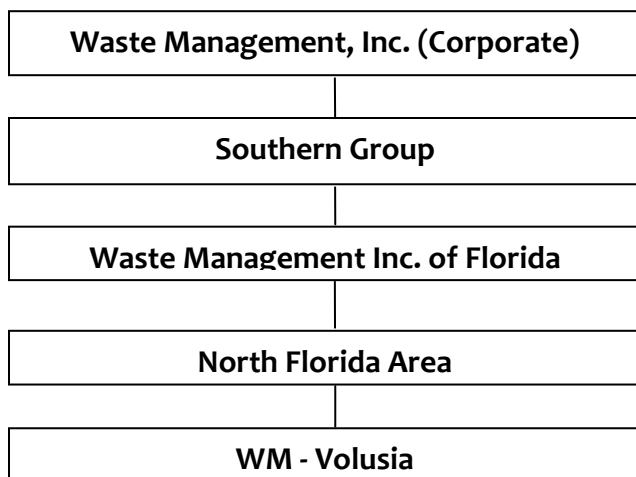 Waste Management, Inc. (Corporate)
Southern Group
Waste Management Inc. of Florida
North Florida Area
WM - Volusia